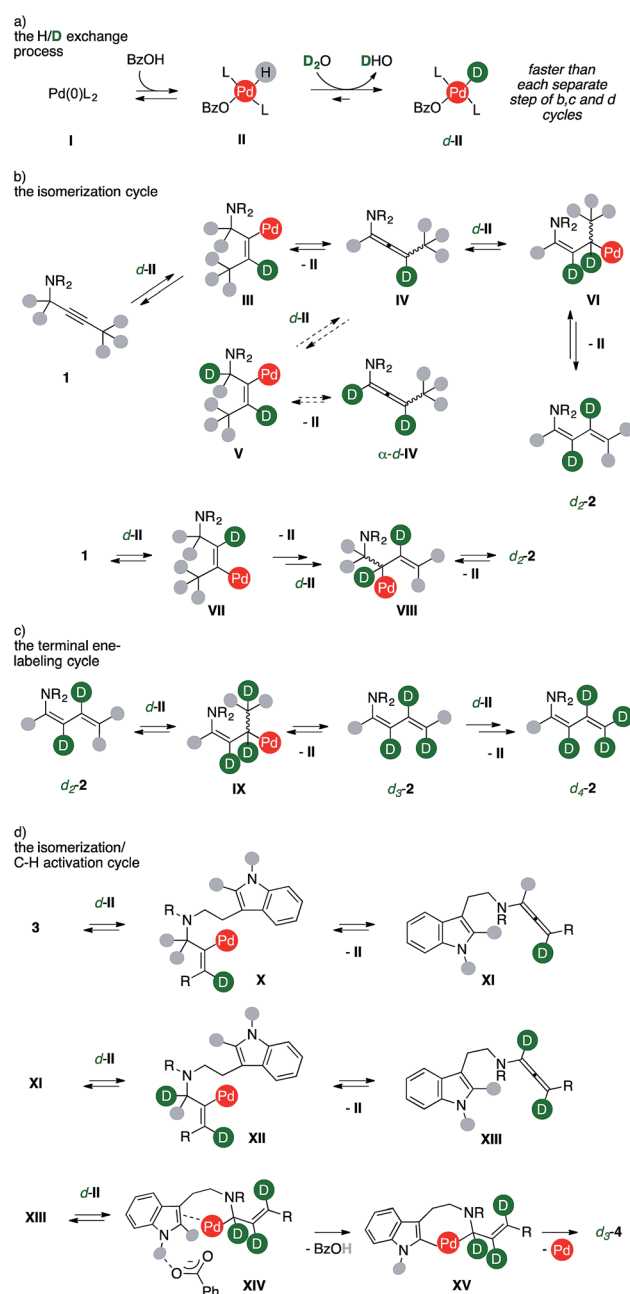 a)
the H/D exchange
process
BzOH
D2O
DHO
Pd(0)L2
L
H
Pd
BzO
L
L
D
Pd
BzO
L
faster than
each separate
step of b,c and d
cycles
I
II
d-II
b)
the isomerization cycle
NR2
1
d-II
NR2
Pd
D
III
- II
NR2
D
IV
d-II
NR2
D
D
Pd
VI
d-II
- II
NR2
D
Pd
D
V
- II
D
NR2
D
α-d-IV
NR2
D
D
d2-2
1
d-II
NR2
D
Pd
VII
- II
d-II
NR2
D
D
Pd
VIII
- II
d2-2
c)
the terminal ene-
labeling cycle
NR2
D
D
d2-2
d-II
D
NR2
Pd
D
D
IX
- II
NR2
D
D
D
d3-2
d-II
- II
NR2
D
D
D
D
d4-2
d)
the isomerization/
C-H activation cycle
3
d-II
N
R
N
Pd
D
R
X
- II
N
R
R
N
D
XI
XI
d-II
N
R
N
D
Pd
R
D
XII
- II
D
N
R
R
N
D
XIII
XIII
d-II
NR
D
R
Pd
D
D
N
O
O
-
Ph
XIV
- BzOH
NR
D
R
Pd
D
D
N
XV
- Pd
d3-4